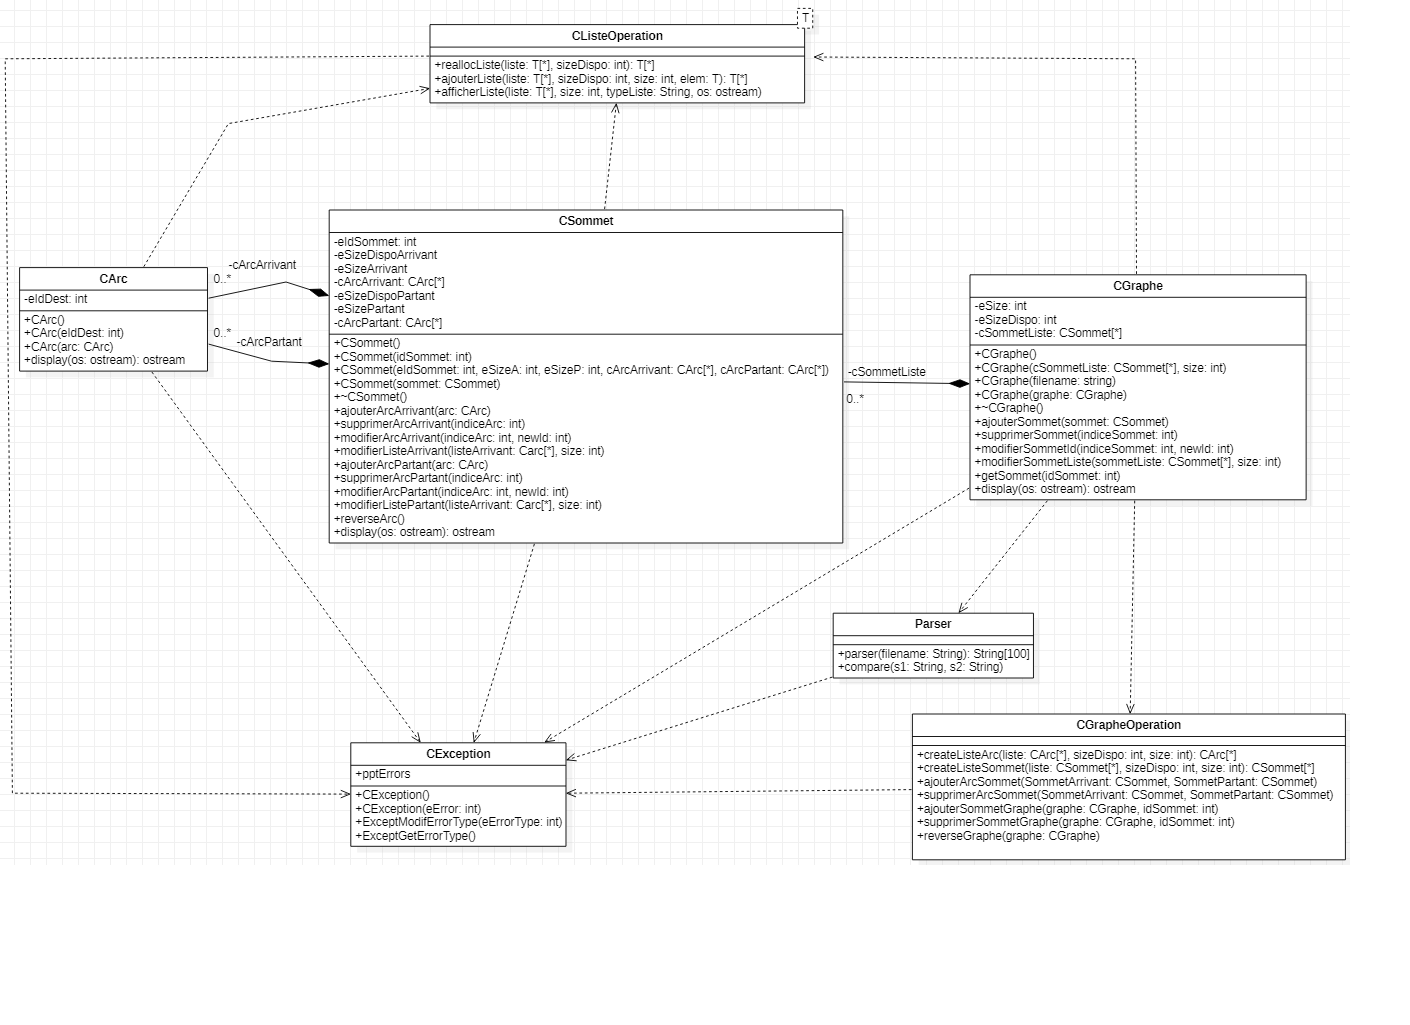 T
CListeOperation
+reallocListe(liste: T[*], sizeDispo: int): T[*]
+ajouterListe(liste: T[*], sizeDispo: int, size: int, elem: T): T[*]
+afficherListe(liste: T[*], size: int, typeListe: String, os: ostream)
CArc
-eIdDest: int
+CArc()
+CArc(eIdDest: int)
+CArc(arc: CArc)
+display(os: ostream): ostream
-cArcArrivant
0..*
0..*
-cArcPartant
CSommet
-eIdSommet: int
-eSizeDispoArrivant
-eSizeArrivant
-cArcArrivant: CArc[*]
-eSizeDispoPartant
-eSizePartant
-cArcPartant: CArc[*]
+CSommet()
+CSommet(idSommet: int)
+CSommet(eIdSommet: int, eSizeA: int, eSizeP: int, cArcArrivant: CArc[*], cArcPartant: CArc[*])
+CSommet(sommet: CSommet)
+~CSommet()
+ajouterArcArrivant(arc: CArc)
+supprimerArcArrivant(indiceArc: int)
+modifierArcArrivant(indiceArc: int, newId: int)
+modifierListeArrivant(listeArrivant: Carc[*], size: int)
+ajouterArcPartant(arc: CArc)
+supprimerArcPartant(indiceArc: int)
+modifierArcPartant(indiceArc: int, newId: int)
+modifierListePartant(listeArrivant: Carc[*], size: int)
+reverseArc()
+display(os: ostream): ostream
-cSommetListe
0..*
CGraphe
-eSize: int
-eSizeDispo: int
-cSommetListe: CSommet[*]
+CGraphe()
+CGraphe(cSommetListe: CSommet[*], size: int)
+CGraphe(filename: string)
+CGraphe(graphe: CGraphe)
+~CGraphe()
+ajouterSommet(sommet: CSommet)
+supprimerSommet(indiceSommet: int)
+modifierSommetId(indiceSommet: int, newId: int)
+modifierSommetListe(sommetListe: CSommet[*], size: int)
+getSommet(idSommet: int)
+display(os: ostream): ostream
Parser
+parser(filename: String): String[100]
+compare(s1: String, s2: String)
CException
+pptErrors
+CException()
+CException(eError: int)
+ExceptModifErrorType(eErrorType: int)
+ExceptGetErrorType()
CGrapheOperation
+createListeArc(liste: CArc[*], sizeDispo: int, size: int): CArc[*]
+createListeSommet(liste: CSommet[*], sizeDispo: int, size: int): CSommet[*]
+ajouterArcSommet(SommetArrivant: CSommet, SommetPartant: CSommet)
+supprimerArcSommet(SommetArrivant: CSommet, SommetPartant: CSommet)
+ajouterSommetGraphe(graphe: CGraphe, idSommet: int)
+supprimerSommetGraphe(graphe: CGraphe, idSommet: int)
+reverseGraphe(graphe: CGraphe)